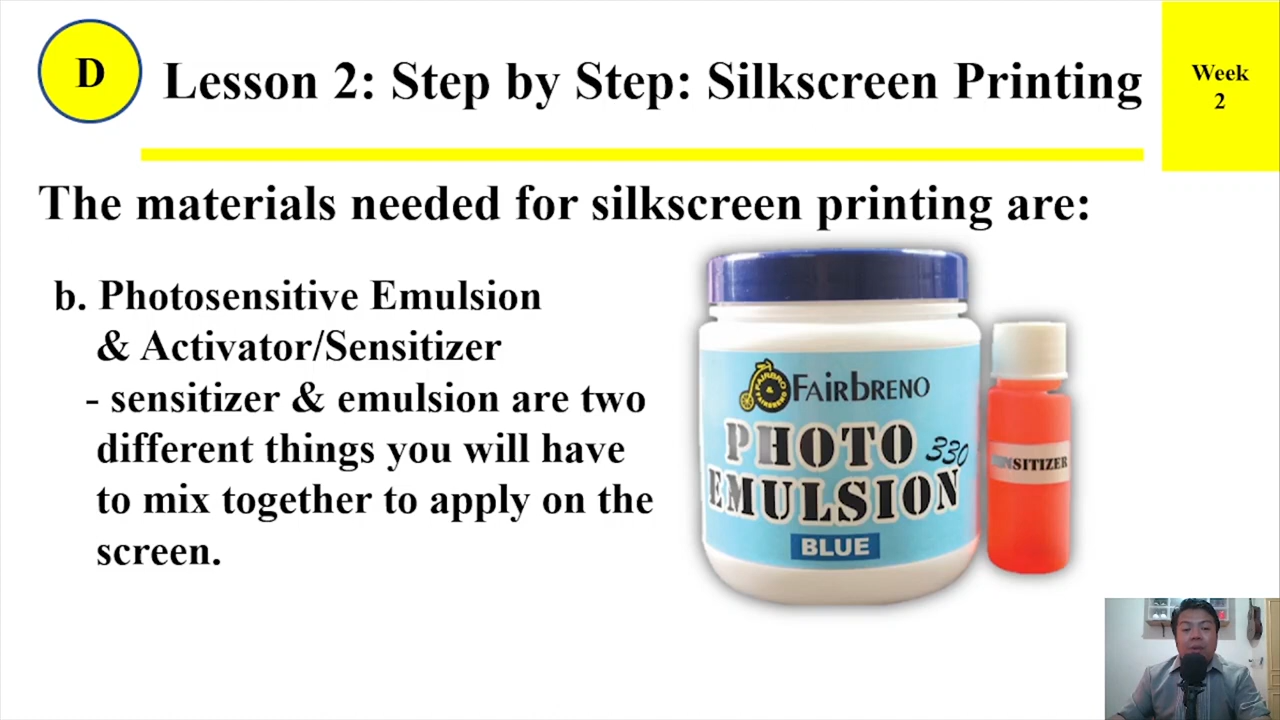 D
Lesson 2: Step by Step: Silkscreen Printing
Week
2
The materials needed for silkscreen printing are:
b. Photosensitive Emulsion
& Activator/Sensitizer
- sensitizer & emulsion are two
different things you will have
to mix together to apply on the
screen.
FAIRBRENO
PHOTO 330
EMULSION
BLUE
SENSITIZER